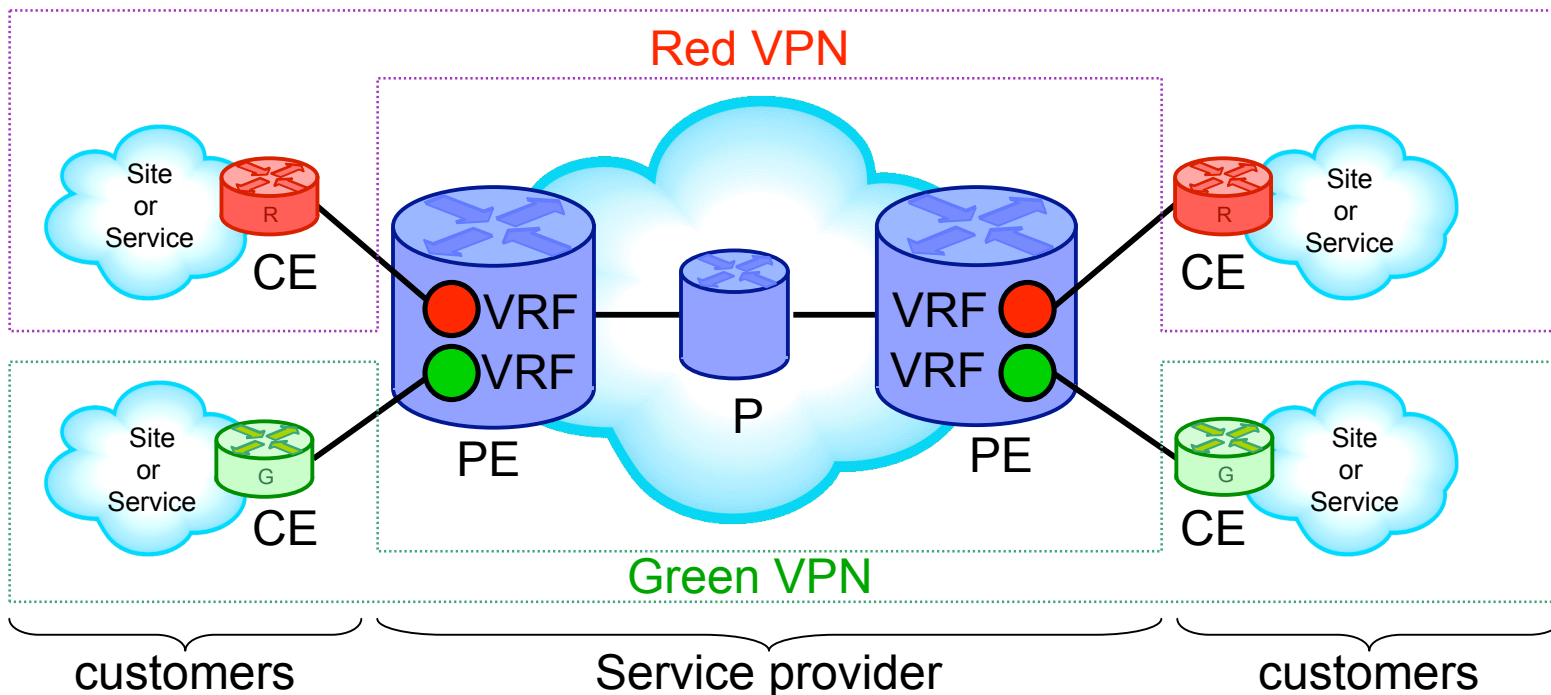 Red VPN
Site
or
Service
R
CE
Site
or
Service
R
CE
VRF
VRF
VRF
VRF
P
PE
PE
Site
or
Service
G
CE
Site
or
Service
G
CE
Green VPN
customers
Service provider
customers